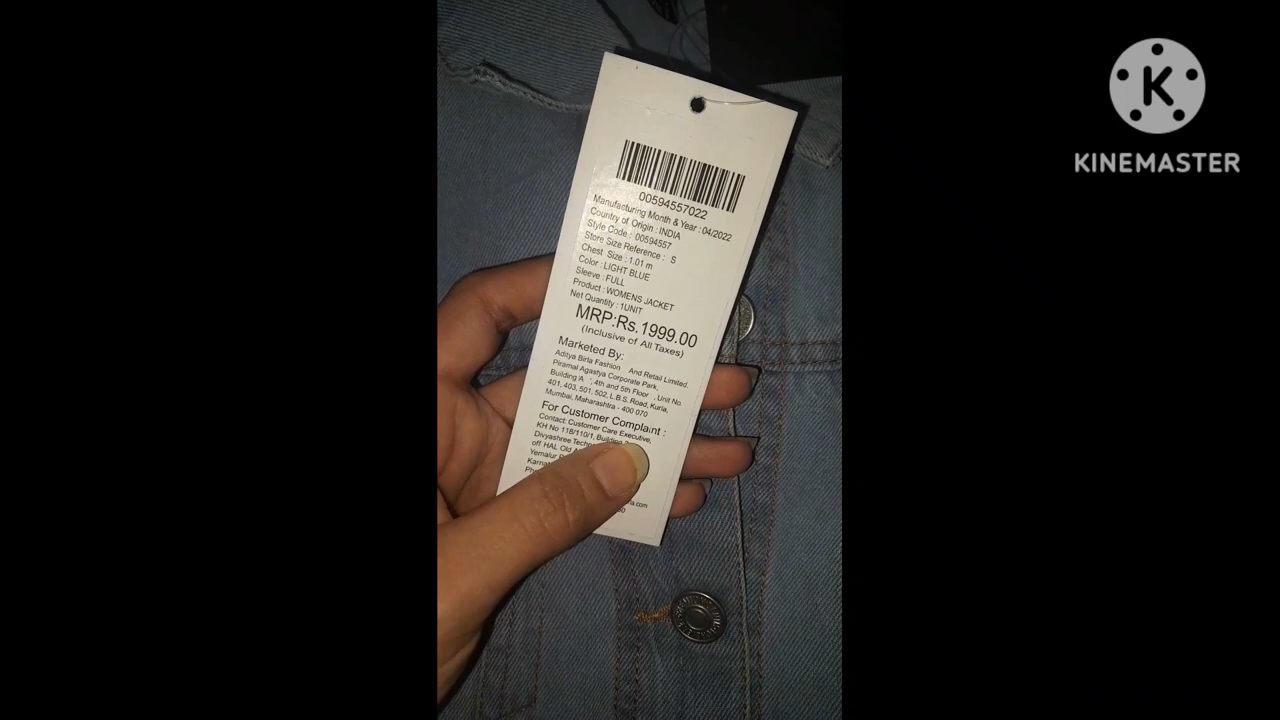 K
KINEMASTER
00594557022
Manufacturing Month & Year : 04/2022
Country of Origin : INDIA
Style Code : 00594557
Store Size Reference : S
Chest Size : 1.01 m
Color : LIGHT BLUE
Sleeve : FULL
Product : WOMENS JACKET
Net Quantity : 1UNIT
MRP:Rs.1999.00
(Inclusive of All Taxes)
Marketed By:
Aditya Birla Fashion And Retail Limited.
Piramal Agastya Corporate Park,
Building'A ', 4th and 5th Floor , Unit No.
401, 403, 501, 502, L.B.S. Road, Kurla,
Mumbai, Maharashtra - 400 070
For Customer Complaint :
Contact: Customer Care Executive,
KH No 118/110/1, Building
Divyashree
off HAL Old
Yemalur